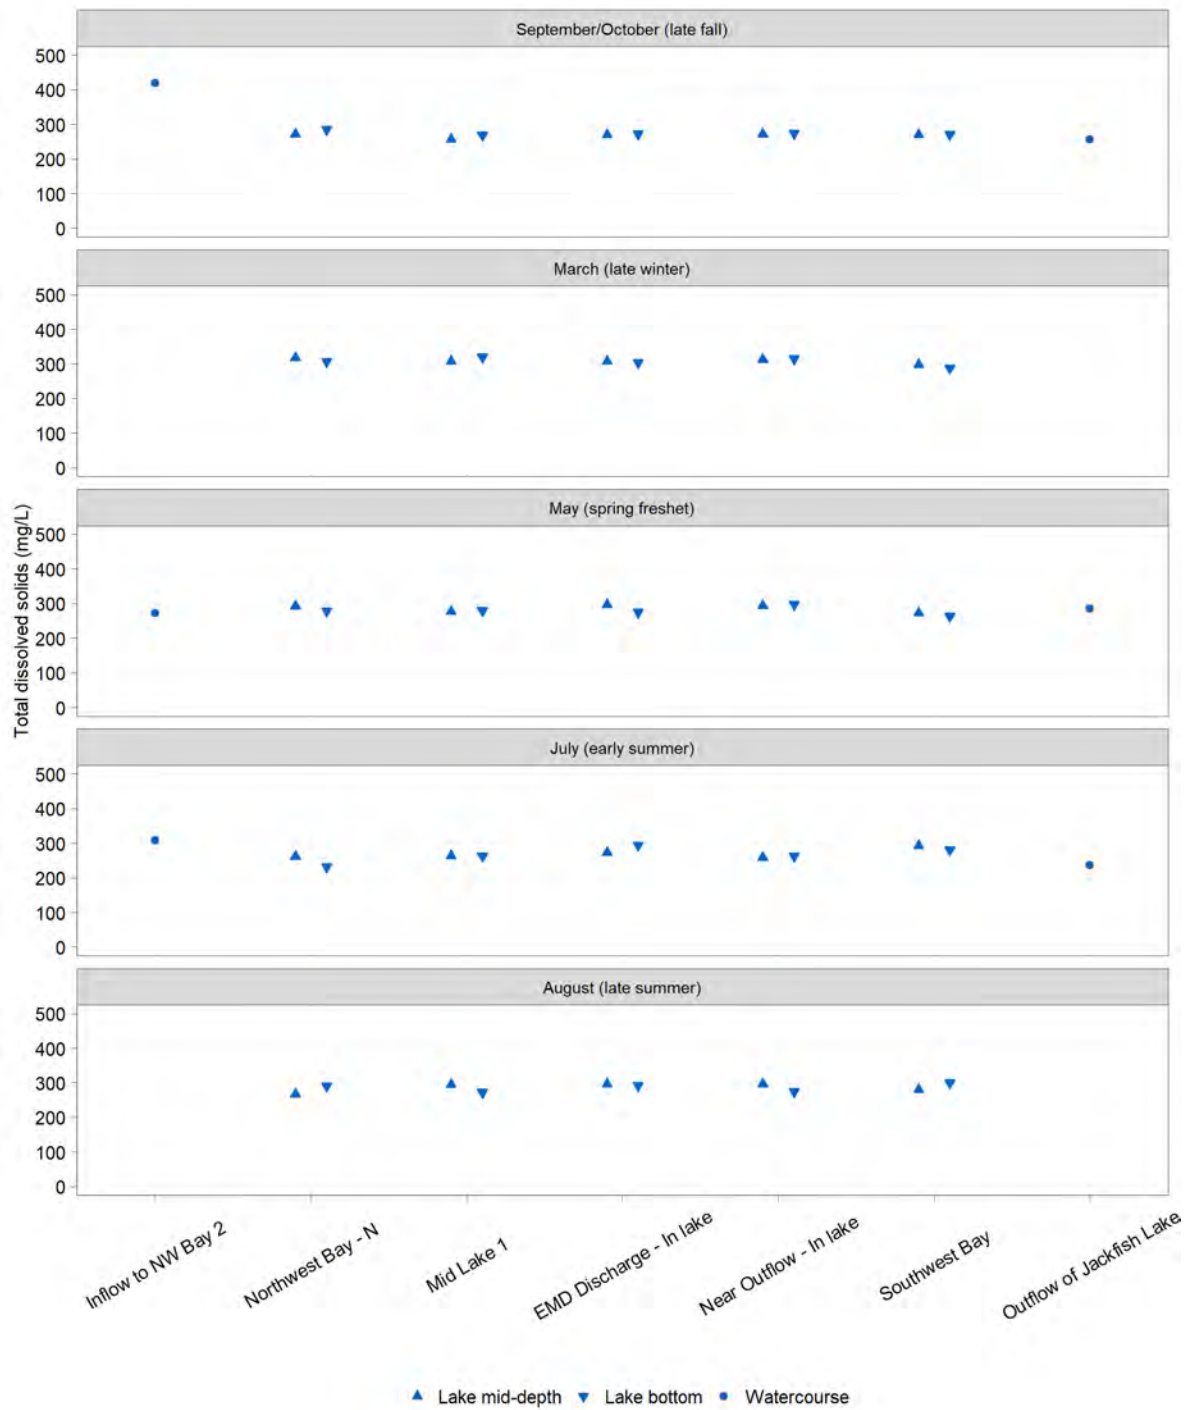 September/October (late fall)
500
400
300
200
100
0
March (late winter)
500
400
300
200
100
0
May (spring freshet)
500
400
300
200
100
0
Total dissolved solids (mg/L)
July (early summer)
500
400
300
200
100
0
August (late summer)
500
400
300
200
100
0
Inflow to NW Bay 2
Northwest Bay - N
Mid Lake 1
EMD Discharge - In lake
Near Outflow - In lake
Southwest Bay
Outflow of Jackfish Lake
Lake mid-depth Lake bottom Watercourse